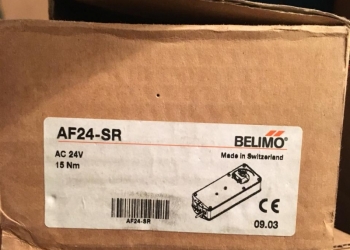 AF24-SR
BELIMO®
Made in Switzerland
AC 24V
15 Nm
AF24-SR
CE
09.03